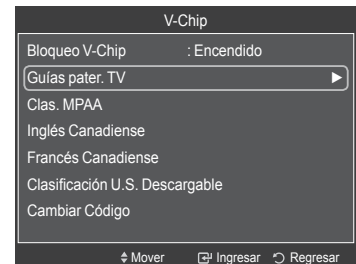 V-Chip
Bloqueo V-Chip : Encendido
Guías pater. TV
Clas. MPAA
Inglés Canadiense
Francés Canadiense
Clasificación U.S. Descargable
Cambiar Código
Mover Ingresar Regresar